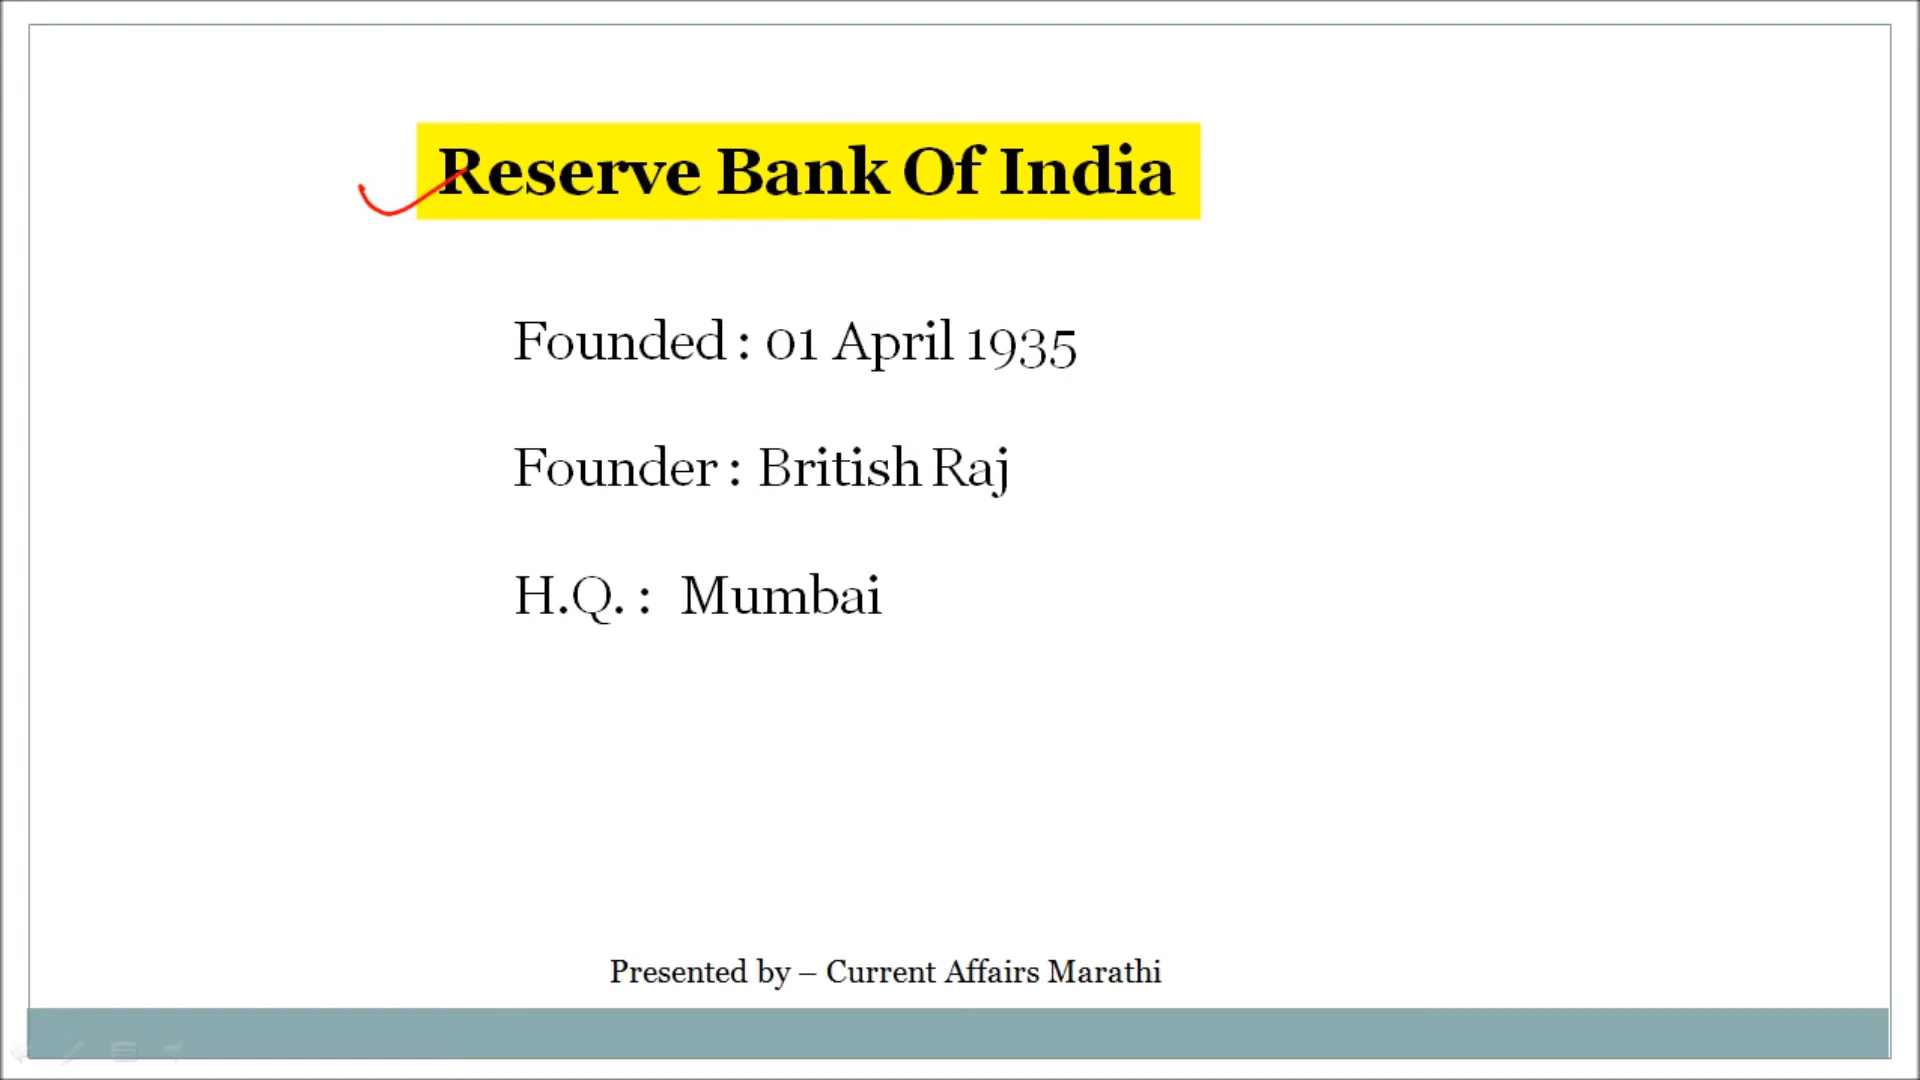 Reserve Bank Of India
Founded : 01 April 1935
Founder : British Raj
H.Q. : Mumbai
Presented by – Current Affairs Marathi